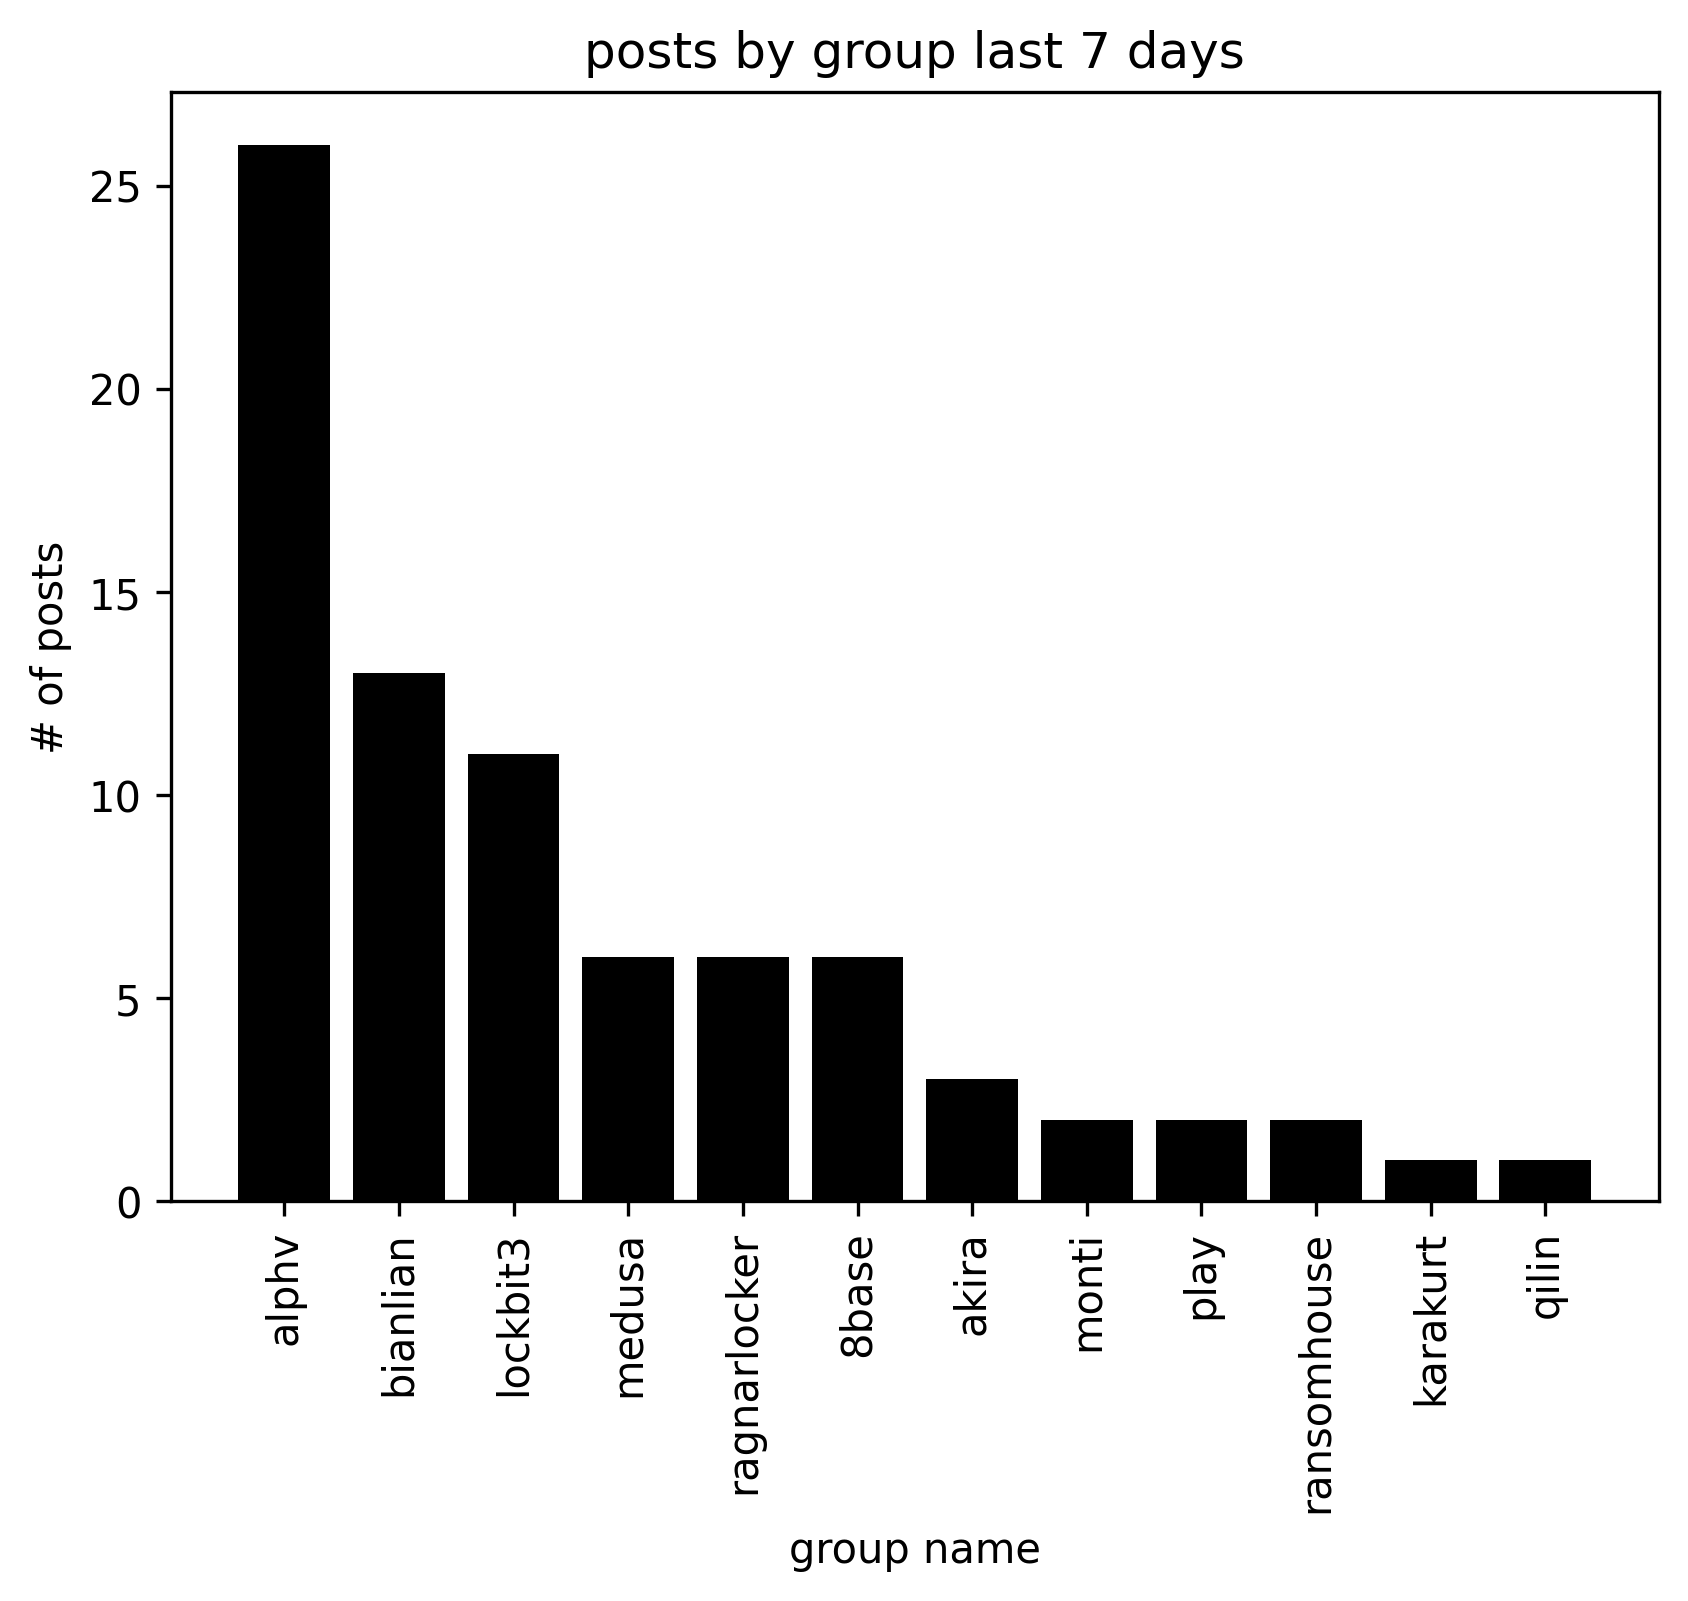 posts by group last 7 days
# of posts
25
20
15
10
5
0
alphv
bianlian
lockbit3
medusa
ragnarlocker
8base
akira
monti
play
ransomhouse
karakurt
qilin
group name